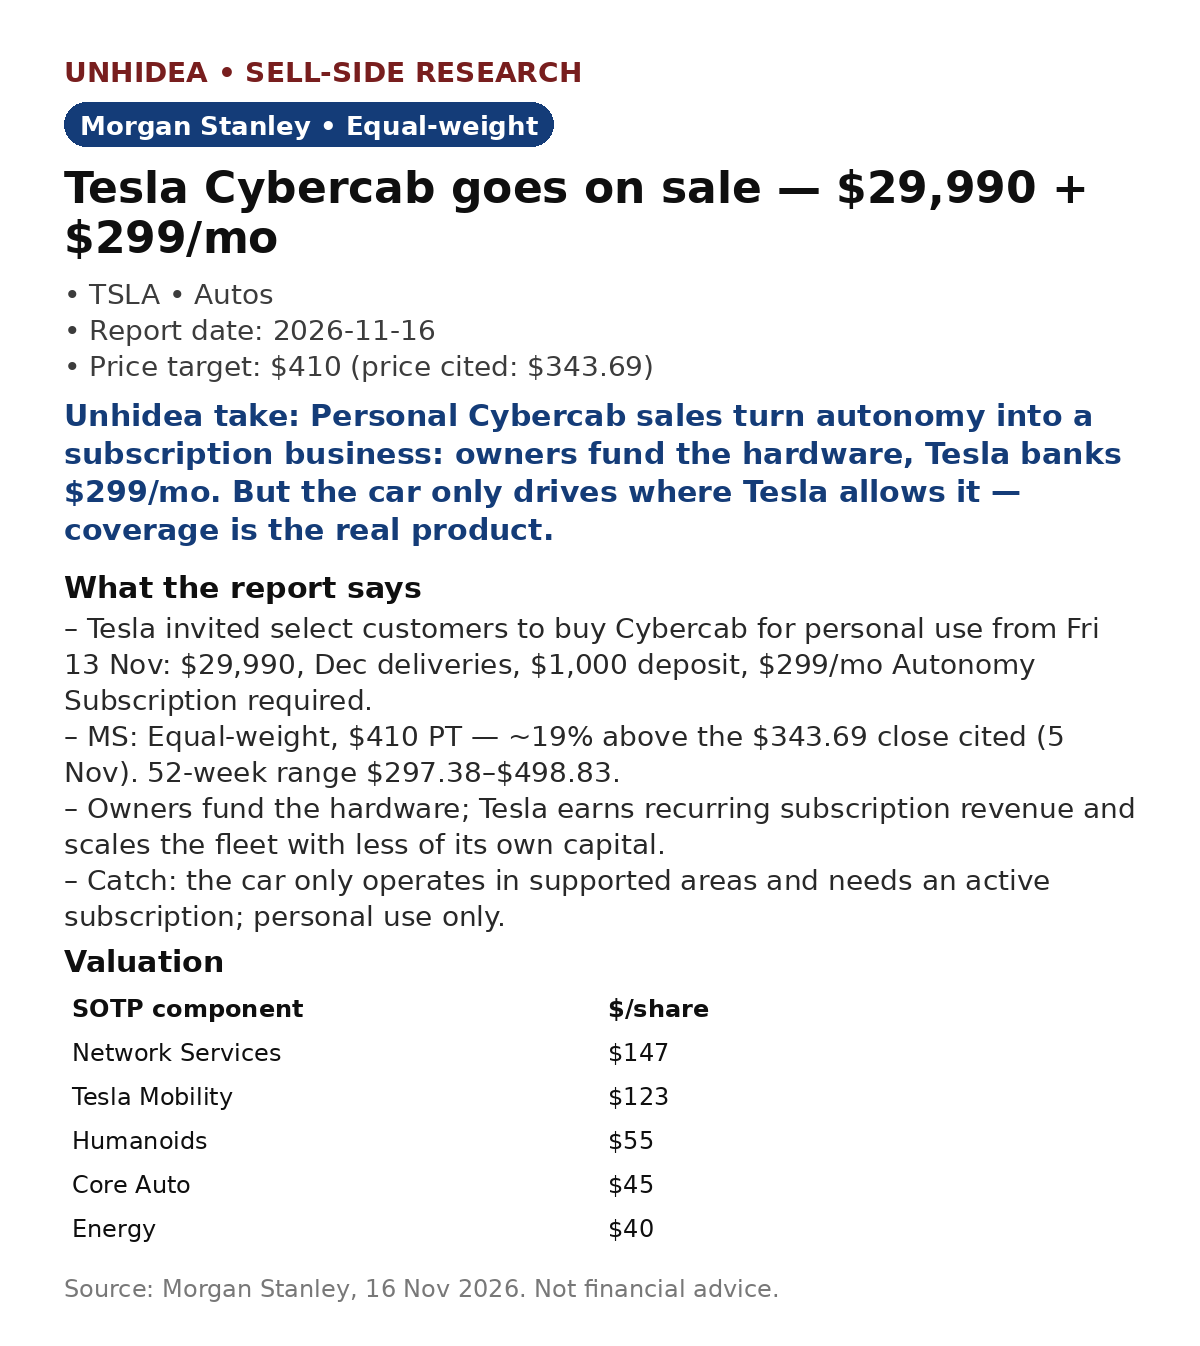 UNHIDEA • SELL-SIDE RESEARCH
Morgan Stanley • Equal-weight
Tesla Cybercab goes on sale — $29,990 +
$299/mo
• TSLA • Autos
• Report date: 2026-11-16
• Price target: $410 (price cited: $343.69)
Unhidea take: Personal Cybercab sales turn autonomy into a
subscription business: owners fund the hardware, Tesla banks
$299/mo. But the car only drives where Tesla allows it —
coverage is the real product.
What the report says
– Tesla invited select customers to buy Cybercab for personal use from Fri
13 Nov: $29,990, Dec deliveries, $1,000 deposit, $299/mo Autonomy
Subscription required.
– MS: Equal-weight, $410 PT — ~19% above the $343.69 close cited (5
Nov). 52-week range $297.38–$498.83.
– Owners fund the hardware; Tesla earns recurring subscription revenue and
scales the fleet with less of its own capital.
– Catch: the car only operates in supported areas and needs an active
subscription; personal use only.
Valuation
SOTP component $/share
Network Services $147
Tesla Mobility $123
Humanoids $55
Core Auto $45
Energy $40
Source: Morgan Stanley, 16 Nov 2026. Not financial advice.